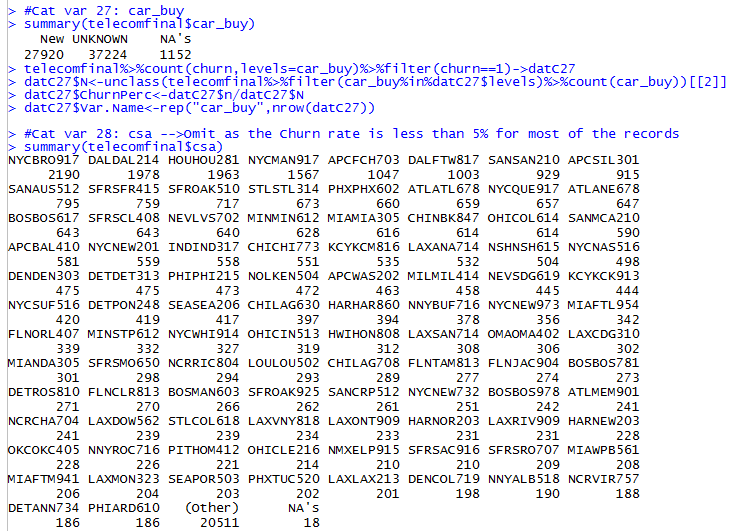 > #Cat var 27: car_buy
> summary(telecomfinal$car_buy)
New UNKNOWN NA's
27920 37224 1152
> telecomfinal%>%count(churn,levels=car_buy)%>%filter(churn==1)->datC27
> datC27$N<-unclass(telecomfinal%>%filter(car_buy%in%datC27$levels)%>%count(car_buy))[[2]]
> datC27$ChurnPerc<-datC27$n/datC27$N
> datC27$Var.Name<-rep("car_buy",nrow(datC27))
> #Cat var 28: csa -->Omit as the Churn rate is less than 5% for most of the records
> summary(telecomfinal$csa)
NYCBRO917 DALDAL214 HOUHOU281 NYCMAN917 APCFCH703 DALFTW817 SANSAN210 APCSIL301
2190 1978 1963 1567 1047 1003 929 915
SANAUS512 SFRSFR415 SFROAK510 STLSTL314 PHXPHX602 ATLATL678 NYCQUE917 ATLANE678
795 759 717 673 660 659 657 647
BOSBOS617 SFRSCL408 NEVLVS702 MINMIN612 MIAMIA305 CHINBK847 OHICOL614 SANMCA210
643 643 640 628 616 614 614 590
APCBAL410 NYCNEW201 INDIND317 CHICHI773 KCYKCM816 LAXANA714 NSHNSH615 NYCNAS516
581 559 558 551 535 532 504 498
DENDEN303 DETDET313 PHIPHI215 NOLKEN504 APCWAS202 MILMIL414 NEVSDG619 KCYKCK913
475 475 473 472 463 458 445 444
NYCSUF516 DETPON248 SEASEA206 CHILAG630 HARHAR860 NNYBUF716 NYCNEW973 MIAFTL954
420 419 417 397 394 378 356 342
FLNORL407 MINSTP612 NYCWHI914 OHICIN513 HWIHON808 LAXSAN714 OMAOMA402 LAXCDG310
339 332 327 319 312 308 306 302
MIANDA305 SFRSMO650 NCRRIC804 LOULOU502 CHILAG708 FLNTAM813 FLNJAC904 BOSBOS781
301 298 294 293 289 277 274 273
DETROS810 FLNCLR813 BOSMAN603 SFROAK925 SANCRP512 NYCNEW732 BOSBOS978 ATLMEM901
271 270 266 262 261 251 242 241
NCRCHA704 LAXDOW562 STLCOL618 LAXVNY818 LAXONT909 HARNOR203 LAXRIV909 HARNEW203
241 239 239 234 233 231 231 228
OKCOKC405 NNYROC716 PITHOM412 OHICLE216 NMXELP915 SFRSAC916 SFRSRO707 MIAWPB561
228 226 221 214 210 210 209 208
MIAFTM941 LAXMON323 SEAPOR503 PHXTUC520 LAXLAX213 DENCOL719 NNYALB518 NCRVIR757
206 204 203 202 201 198 190 188
DETANN734 PHIARD610 (Other) NA's
186 186 20511 18